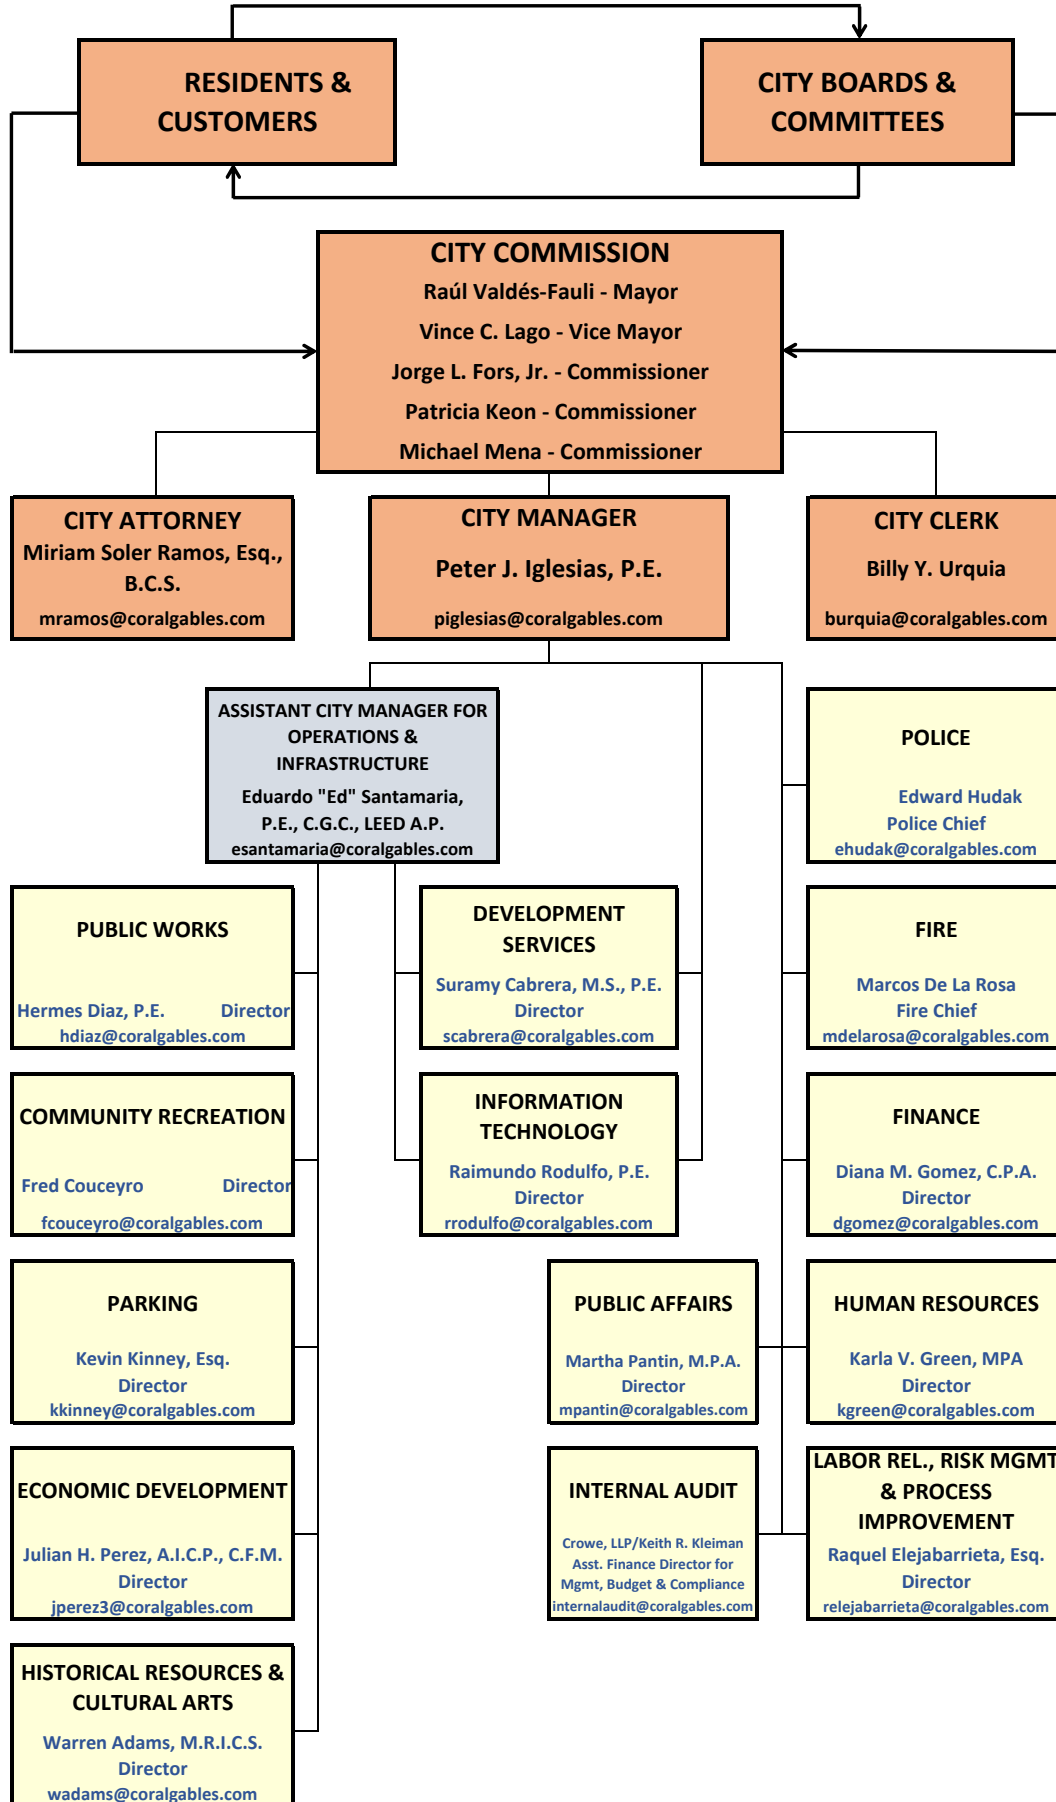 RESIDENTS &
CUSTOMERS
CITY BOARDS &
COMMITTEES
CITY COMMISSION
Raúl Valdés-Fauli - Mayor
Vince C. Lago - Vice Mayor
Jorge L. Fors, Jr. - Commissioner
Patricia Keon - Commissioner
Michael Mena - Commissioner
CITY ATTORNEY
Miriam Soler Ramos, Esq.,
B.C.S.
mramos@coralgables.com
CITY MANAGER
Peter J. Iglesias, P.E.
piglesias@coralgables.com
CITY CLERK
Billy Y. Urquia
burquia@coralgables.com
ASSISTANT CITY MANAGER FOR
OPERATIONS &
INFRASTRUCTURE
Eduardo "Ed" Santamaria,
P.E., C.G.C., LEED A.P.
esantamaria@coralgables.com
POLICE
Edward Hudak
Police Chief
ehudak@coralgables.com
PUBLIC WORKS
Hermes Diaz, P.E. Director
hdiaz@coralgables.com
DEVELOPMENT
SERVICES
Suramy Cabrera, M.S., P.E.
Director
scabrera@coralgables.com
FIRE
Marcos De La Rosa
Fire Chief
mdelarosa@coralgables.com
COMMUNITY RECREATION
Fred Couceyro Director
fcouceyro@coralgables.com
INFORMATION
TECHNOLOGY
Raimundo Rodulfo, P.E.
Director
rrodulfo@coralgables.com
FINANCE
Diana M. Gomez, C.P.A.
Director
dgomez@coralgables.com
PARKING
Kevin Kinney, Esq.
Director
kkinney@coralgables.com
PUBLIC AFFAIRS
Martha Pantin, M.P.A.
Director
mpantin@coralgables.com
HUMAN RESOURCES
Karla V. Green, MPA
Director
kgreen@coralgables.com
ECONOMIC DEVELOPMENT
Julian H. Perez, A.I.C.P., C.F.M.
Director
jperez3@coralgables.com
INTERNAL AUDIT
Crowe, LLP/Keith R. Kleiman
Asst. Finance Director for
Mgmt, Budget & Compliance
internalaudit@coralgables.com
LABOR REL., RISK MGMT
& PROCESS
IMPROVEMENT
Raquel Elejabarrieta, Esq.
Director
relejabarrieta@coralgables.com
HISTORICAL RESOURCES &
CULTURAL ARTS
Warren Adams, M.R.I.C.S.
Director
wadams@coralgables.com